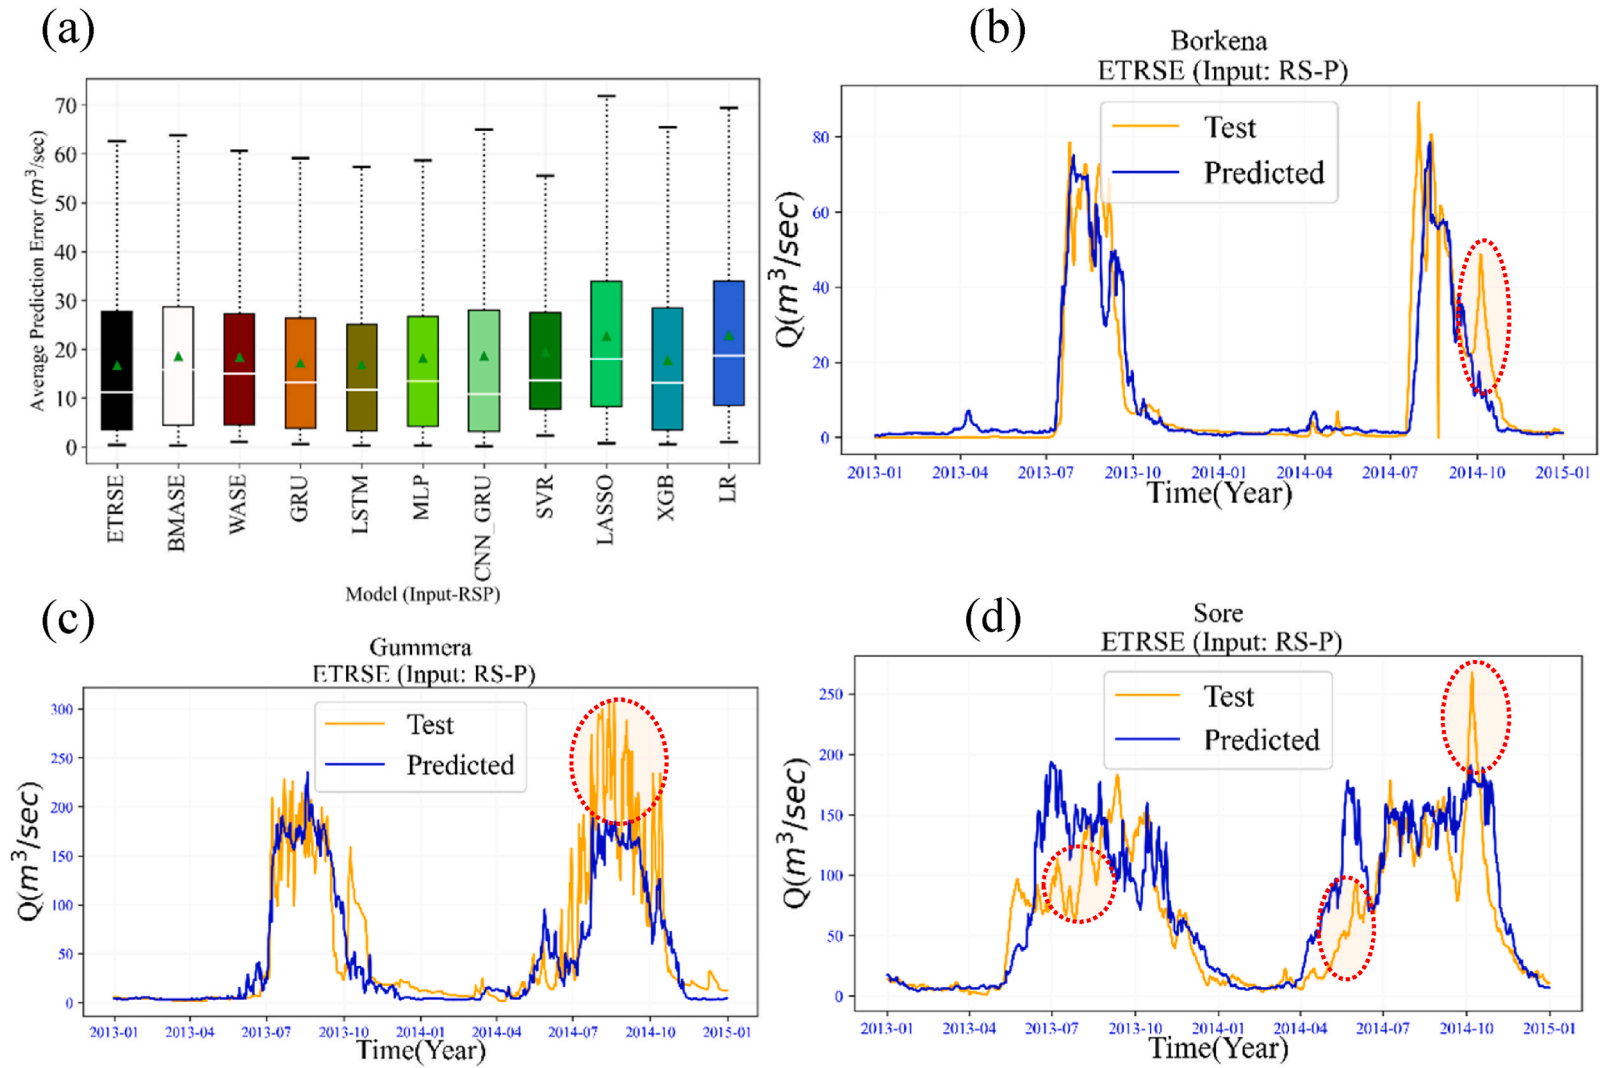 (a)
70
60
50
40
30
20
10
0
Average Prediction Error (m³/sec)
ETRSE
BMASE
WASE
GRU
LSTM
MLP
CNN_GRU
SVR
LASSO
XGB
LR
Model (Input-RSP)
(b)
Borkena
ETRSE (Input: RS-P)
Test
Predicted
80
60
40
20
0
Q(m³/sec)
2013-01 2013-04 2013-07 2013-10 2014-01 2014-04 2014-07 2014-10 2015-01
Time(Year)
(c)
Gummera
ETRSE (Input: RS-P)
Test
Predicted
300
250
200
150
100
50
0
Q(m³/sec)
2013-01 2013-04 2013-07 2013-10 2014-01 2014-04 2014-07 2014-10 2015-01
Time(Year)
(d)
Sore
ETRSE (Input: RS-P)
Test
Predicted
250
200
150
100
50
0
Q(m³/sec)
2013-01 2013-04 2013-07 2013-10 2014-01 2014-04 2014-07 2014-10 2015-01
Time(Year)